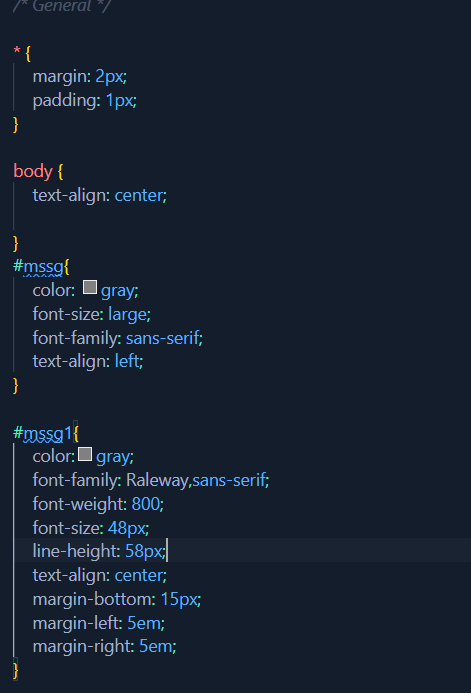 /* General */
* {
margin: 2px;
padding: 1px;
}
body {
text-align: center;
}
#mssg{
color: gray;
font-size: large;
font-family: sans-serif;
text-align: left;
}
#mssg1{
color: gray;
font-family: Raleway,sans-serif;
font-weight: 800;
font-size: 48px;
line-height: 58px;
text-align: center;
margin-bottom: 15px;
margin-left: 5em;
margin-right: 5em;
}